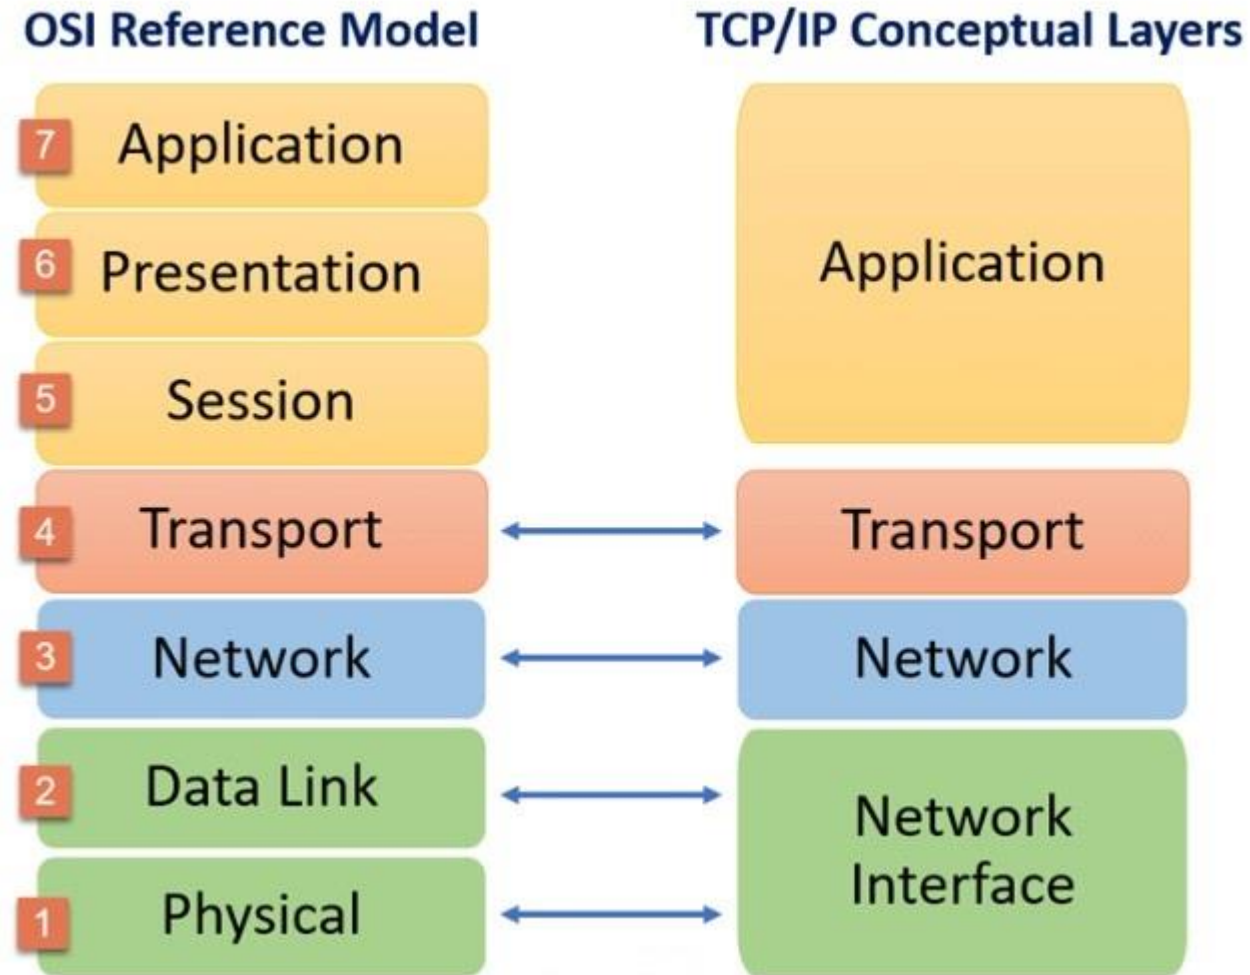 OSI Reference Model
TCP/IP Conceptual Layers
7 Application
6 Presentation
5 Session
4 Transport
3 Network
2 Data Link
1 Physical
Application
Transport
Network
Network
Interface